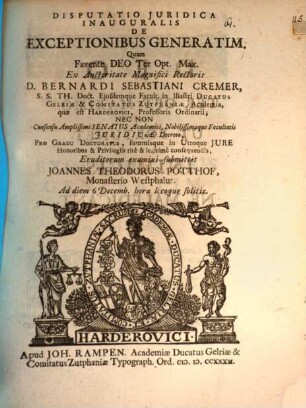 DISPUTATIO JURIDICA
INAUGURALIS
DE
EXCEPTIONIBUS GENERATIM,
Quam
Favente DEO Ter Opt. Max.
Ex Auctoritate Magnifici Rectoris
D. BERNARDI SEBASTIANI CREMER,
S. S. TH. Doct. Ejusdemque Facult. in Illustri DUCATUS
GELRIÆ & COMITATUS ZUTPHANIÆ Academia,
quæ est HARDEROVICI, Professoris Ordinarii;
NEC NON
Consensu Amplissimi SENATUS Academici, Nobilissimæque Facultatis
JURIDICÆ Decreto,
PRO GRADU DOCTORATUS, summisque in Utroque JURE
Honoribus & Privilegiis ritè & legitimè consequendis,
Eruditorum examini submittit
JOANNES THEODORUS POTTHOF,
Monasterio Westphalus.
Ad diem 6 Decemb. hora locoque solitis.
HARDEROVICI.
Apud JOH. RAMPEN. Academiæ Ducatus Gelriæ &
Comitatus Zutphaniæ Typograph. Ord.